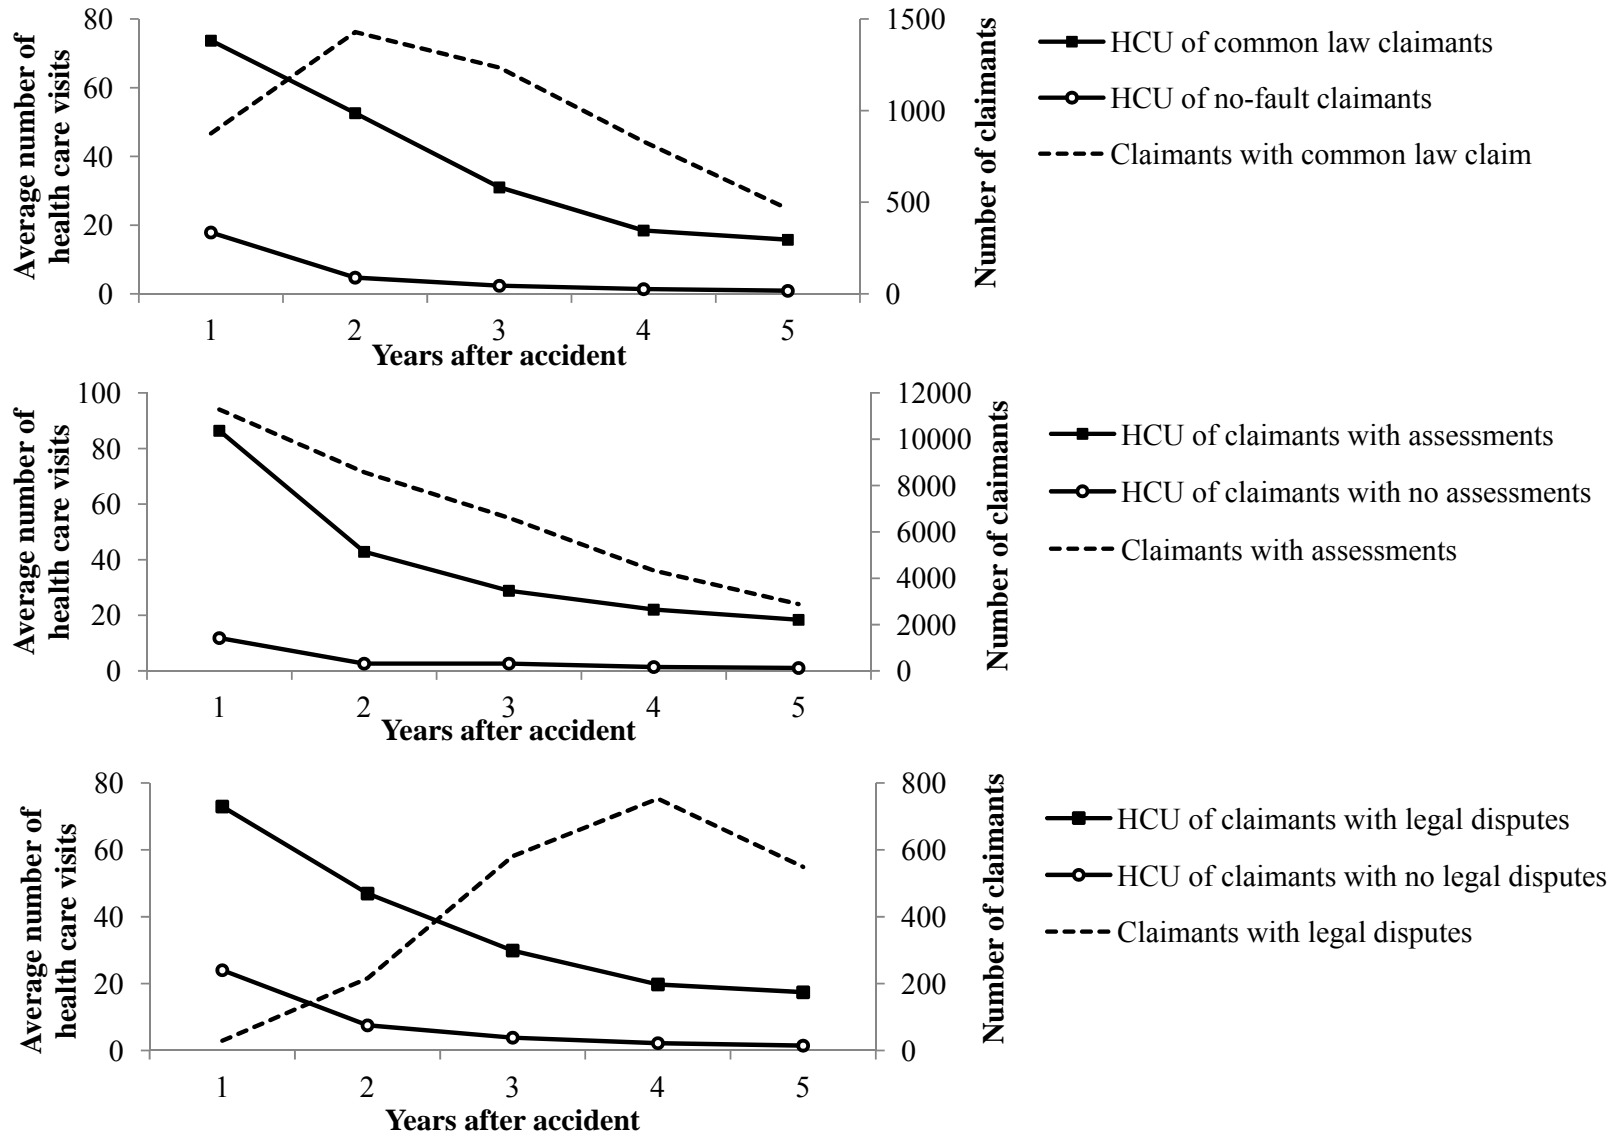 Average number of
health care visits
80
60
40
20
0
1500
1000
500
0
Number of claimants
1 2 3 4 5
Years after accident
HCU of common law claimants
HCU of no-fault claimants
Claimants with common law claim
Average number of
health care visits
100
80
60
40
20
0
12000
10000
8000
6000
4000
2000
0
Number of claimants
1 2 3 4 5
Years after accident
HCU of claimants with assessments
HCU of claimants with no assessments
Claimants with assessments
Average number of
health care visits
80
60
40
20
0
800
600
400
200
0
Number of claimants
1 2 3 4 5
Years after accident
HCU of claimants with legal disputes
HCU of claimants with no legal disputes
Claimants with legal disputes